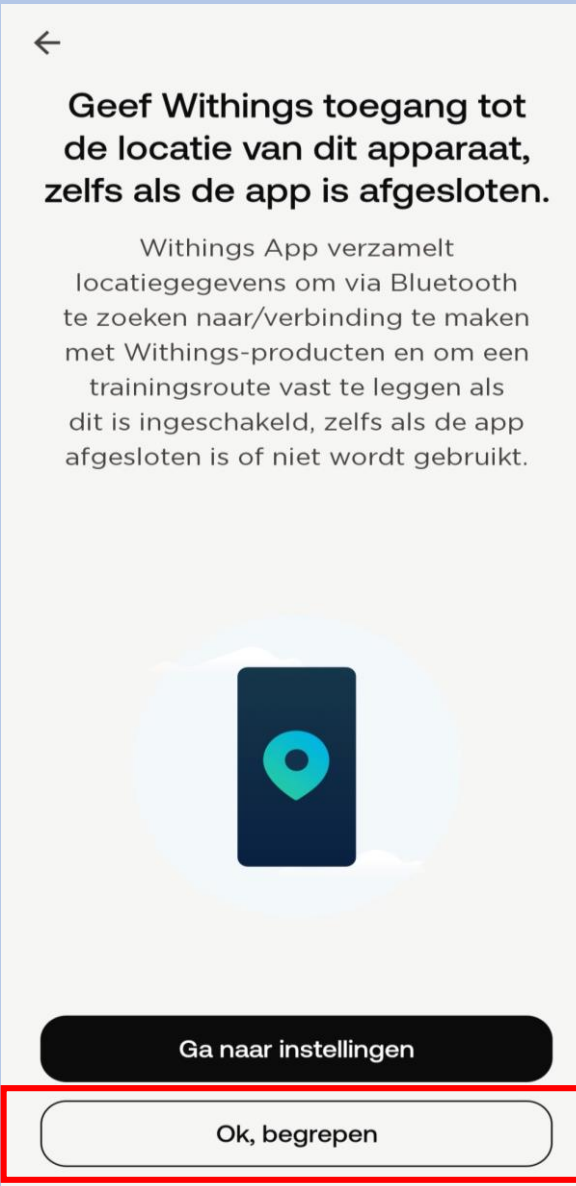 Geef Withings toegang tot
de locatie van dit apparaat,
zelfs als de app is afgesloten.
Withings App verzamelt
locatiegegevens om via Bluetooth
te zoeken naar/verbinding te maken
met Withings-producten en om een
trainingsroute vast te leggen als
dit is ingeschakeld, zelfs als de app
afgesloten is of niet wordt gebruikt.
Ga naar instellingen
Ok, begrepen